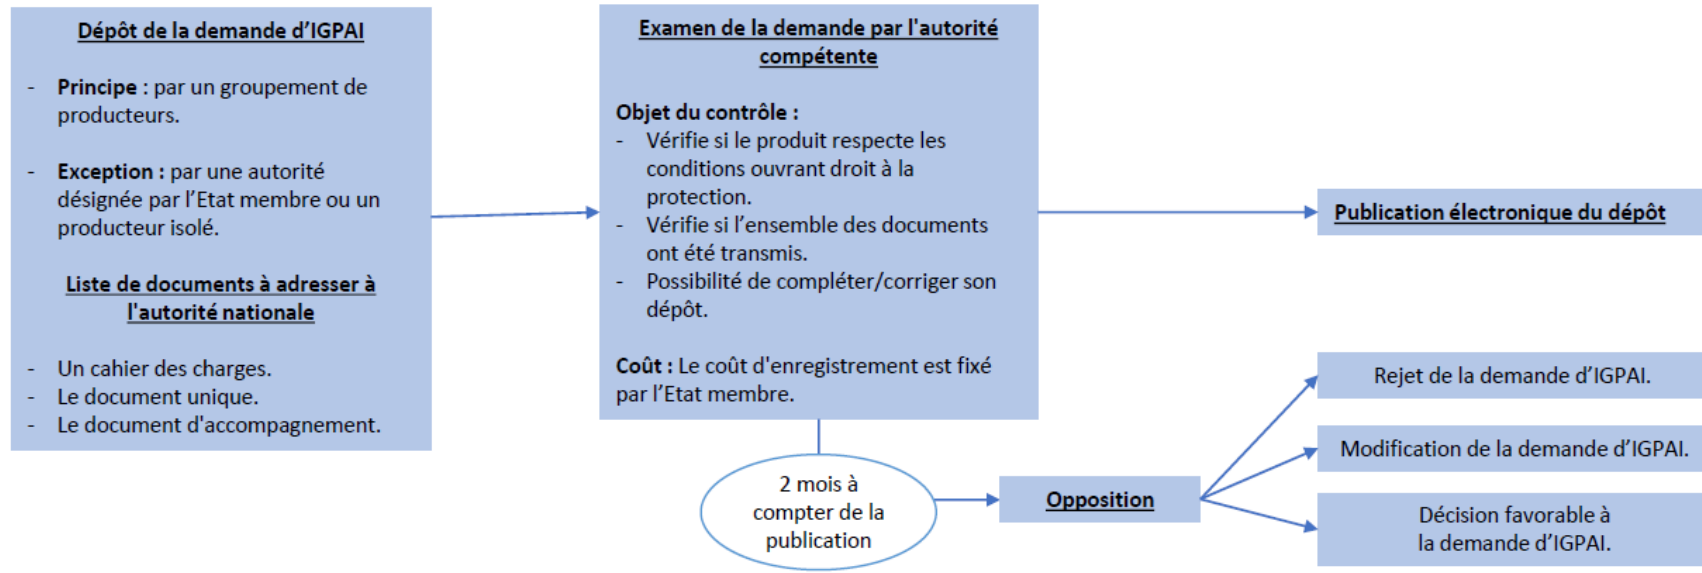 Dépôt de la demande d’IGPAI
- Principe : par un groupement de
producteurs.
- Exception : par une autorité
désignée par l’Etat membre ou un
producteur isolé.
Liste de documents à adresser à
l'autorité nationale
- Un cahier des charges.
- Le document unique.
- Le document d'accompagnement.
Examen de la demande par l'autorité
compétente
Objet du contrôle :
- Vérifie si le produit respecte les
conditions ouvrant droit à la
protection.
- Vérifie si l’ensemble des documents
ont été transmis.
- Possibilité de compléter/corriger son
dépôt.
Coût : Le coût d'enregistrement est fixé
par l’Etat membre.
Publication électronique du dépôt
2 mois à
compter de la
publication
Opposition
Rejet de la demande d’IGPAI.
Modification de la demande d’IGPAI.
Décision favorable à
la demande d’IGPAI.